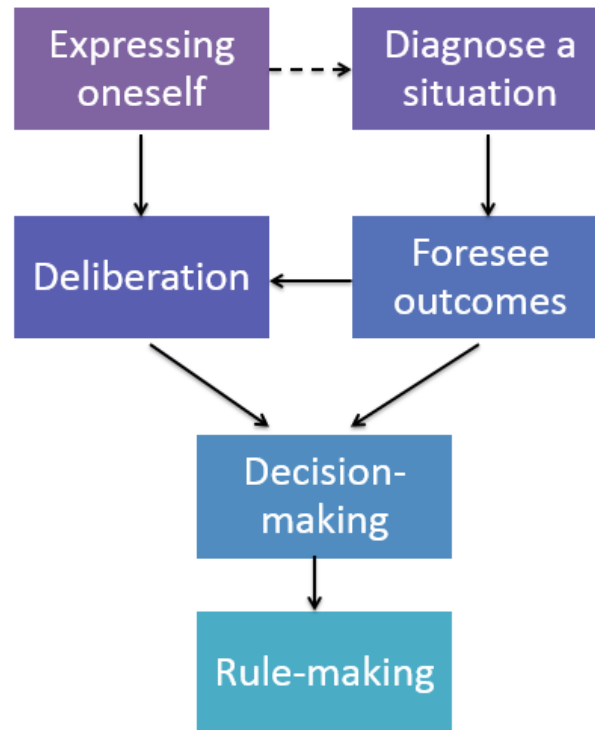 Expressing
oneself
Diagnose a
situation
Deliberation
Foresee
outcomes
Decision-
making
Rule-making